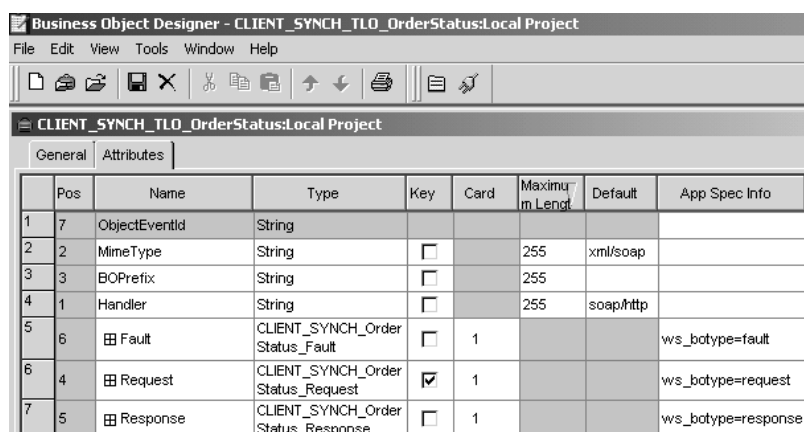 Business Object Designer - CLIENT_SYNCH_TLO_OrderStatus:Local Project
File Edit View Tools Window Help
CLIENT_SYNCH_TLO_OrderStatus:Local Project
General Attributes
Pos Name Type Key Card Maximu Default App Spec Info
m Lengt
1 7 ObjectEventId String
2 2 MimeType String 255 xml/soap
3 3 BOPrefix String 255
4 1 Handler String 255 soap/http
5 6 Fault CLIENT_SYNCH_Order 1 ws_botype=fault
Status_Fault
6 4 Request CLIENT_SYNCH_Order 1 ws_botype=request
Status_Request
7 5 Response CLIENT_SYNCH_Order 1 ws_botype=response
Status_Response